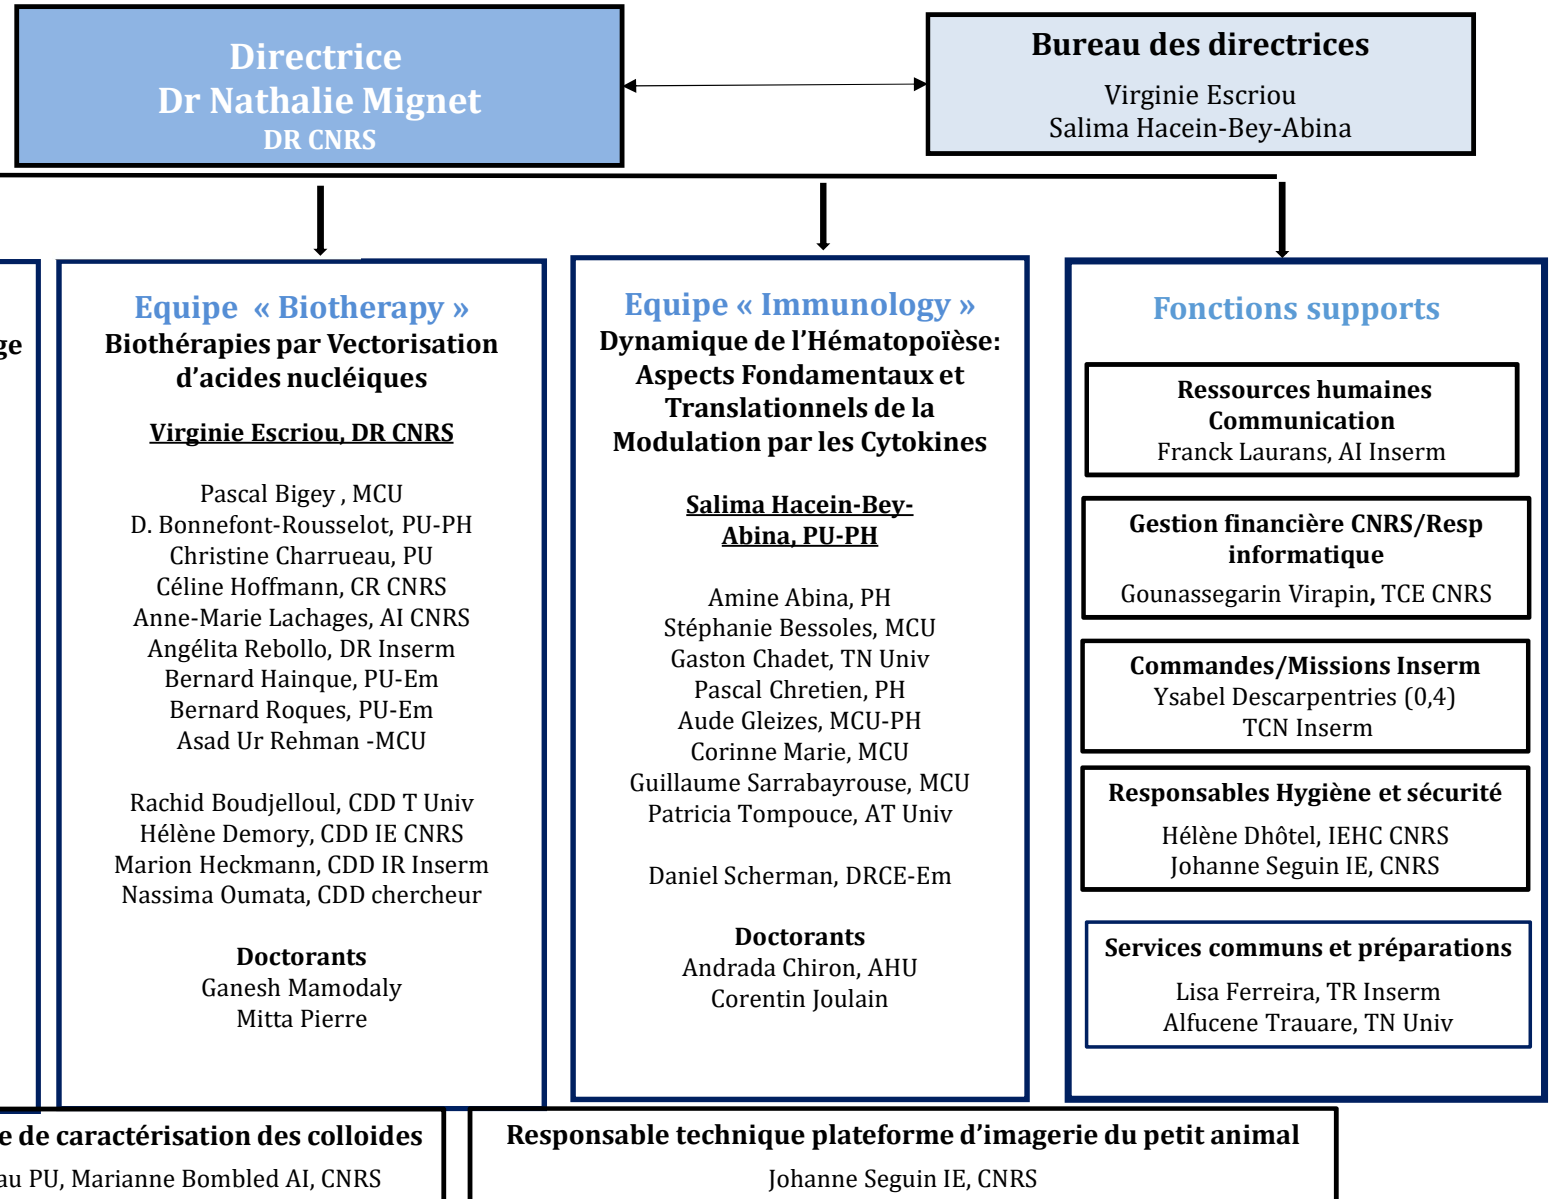 Directrice
Dr Nathalie Mignet
DR CNRS
Bureau des directrices
Virginie Escriou
Salima Hacein-Bey-Abina
Equipe « Biotherapy »
Biothérapies par Vectorisation
d’acides nucléiques
Virginie Escriou, DR CNRS
Pascal Bigey , MCU
D. Bonnefont-Rousselot, PU-PH
Christine Charrueau, PU
Céline Hoffmann, CR CNRS
Anne-Marie Lachages, AI CNRS
Angélita Rebollo, DR Inserm
Bernard Hainque, PU-Em
Bernard Roques, PU-Em
Asad Ur Rehman -MCU
Rachid Boudjelloul, CDD T Univ
Hélène Demory, CDD IE CNRS
Marion Heckmann, CDD IR Inserm
Nassima Oumata, CDD chercheur
Doctorants
Ganesh Mamodaly
Mitta Pierre
Equipe « Immunology »
Dynamique de l’Hématopoïèse:
Aspects Fondamentaux et
Translationnels de la
Modulation par les Cytokines
Salima Hacein-Bey-
Abina, PU-PH
Amine Abina, PH
Stéphanie Bessoles, MCU
Gaston Chadet, TN Univ
Pascal Chretien, PH
Aude Gleizes, MCU-PH
Corinne Marie, MCU
Guillaume Sarrabayrouse, MCU
Patricia Tompouce, AT Univ
Daniel Scherman, DRCE-Em
Doctorants
Andrada Chiron, AHU
Corentin Joulain
Fonctions supports
Ressources humaines
Communication
Franck Laurans, AI Inserm
Gestion financière CNRS/Resp
informatique
Gounassegarin Virapin, TCE CNRS
Commandes/Missions Inserm
Ysabel Descarpentries (0,4)
TCN Inserm
Responsables Hygiène et sécurité
Hélène Dhôtel, IEHC CNRS
Johanne Seguin IE, CNRS
Services communs et préparations
Lisa Ferreira, TR Inserm
Alfucene Trauare, TN Univ
de caractérisation des colloides
PU, Marianne Bombled AI, CNRS
Responsable technique plateforme d’imagerie du petit animal
Johanne Seguin IE, CNRS